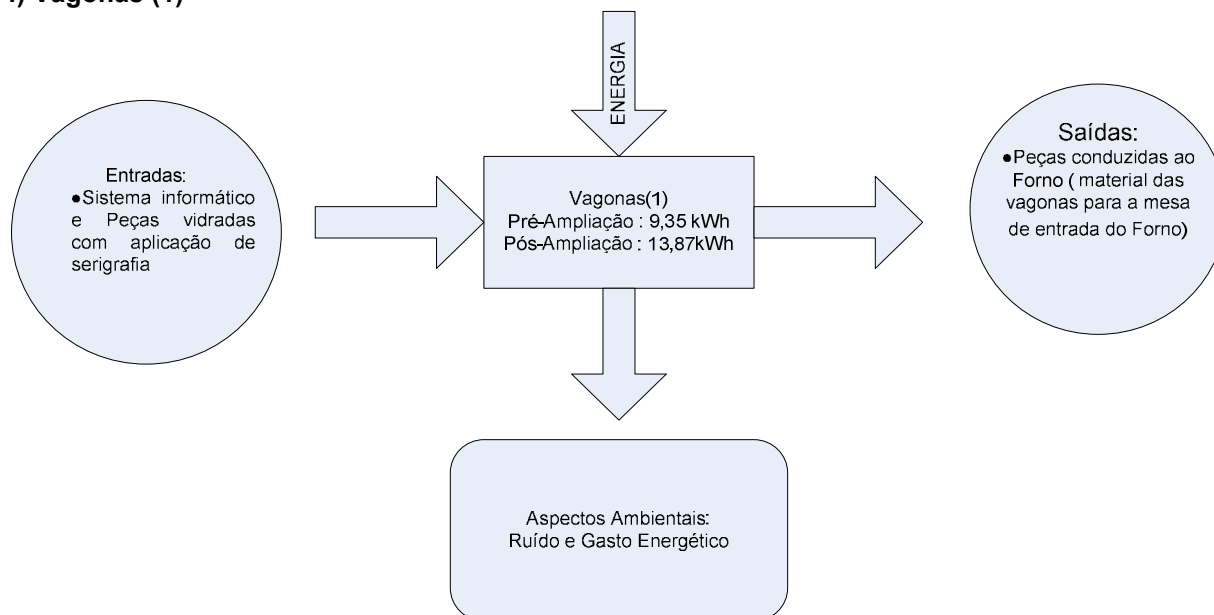 Vagonas (1)
ENERGIA
Entradas:
●Sistema informático
e Peças vidradas
com aplicação de
serigrafia
Vagonas(1)
Pré-Ampliação : 9,35 kWh
Pós-Ampliação : 13,87kWh
Saídas:
●Peças conduzidas ao
Forno ( material das
vagonas para a mesa
de entrada do Forno)
Aspectos Ambientais:
Ruído e Gasto Energético